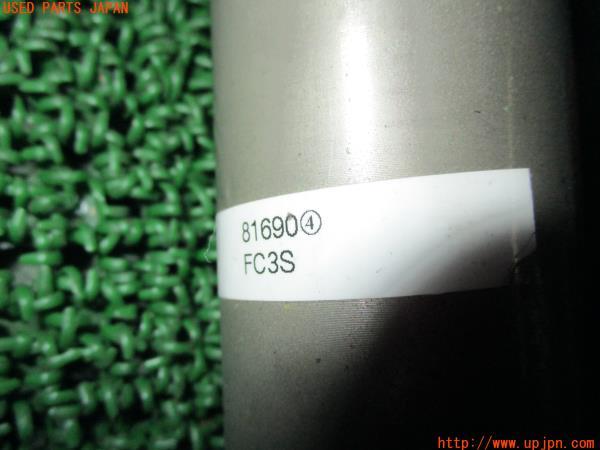 USED PARTS JAPAN
81690④
FC3S
http://www.upjpn.com/